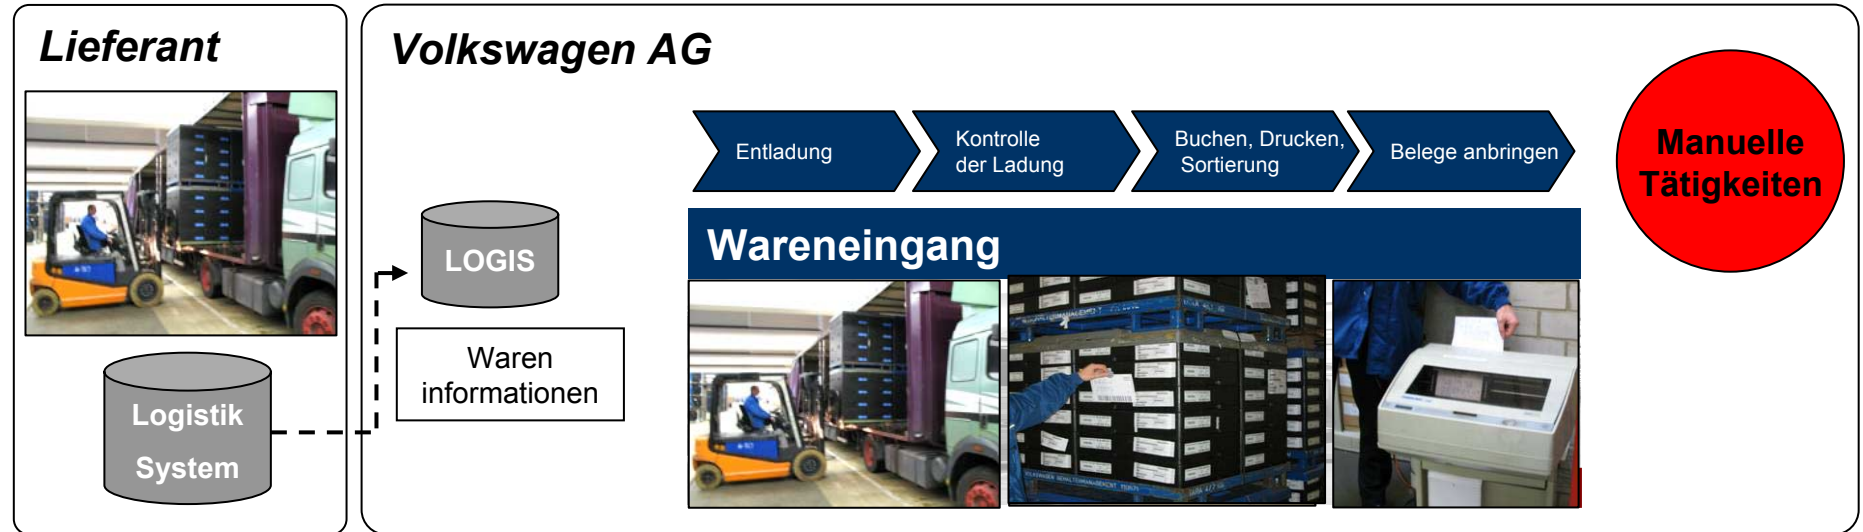 Lieferant
Logistik
System
Volkswagen AG
LOGIS
Waren
informationen
Entladung
Kontrolle
der Ladung
Buchen, Drucken,
Sortierung
Belege anbringen
Wareneingang
Manuelle
Tätigkeiten